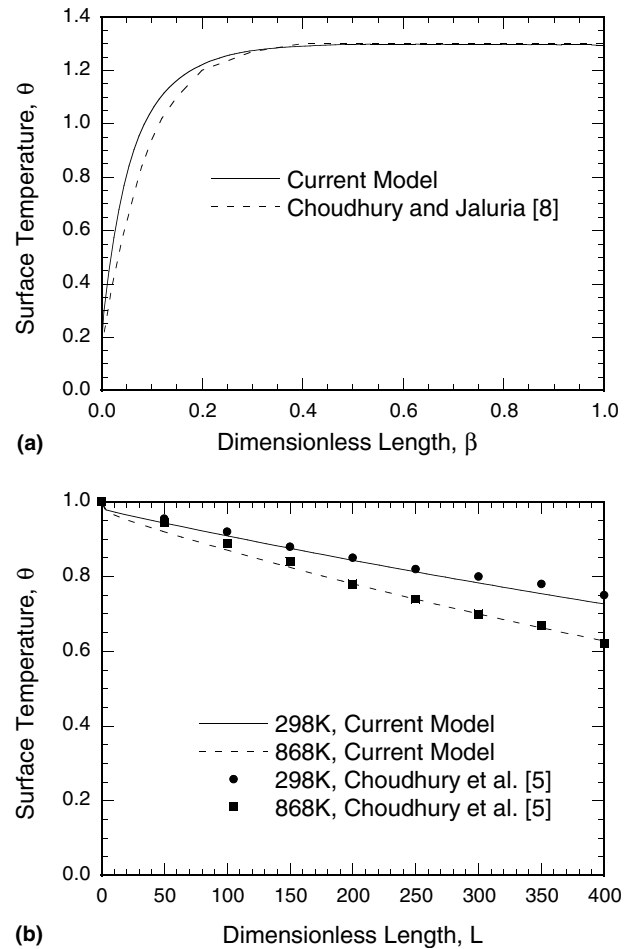 1.4
1.2
1.0
0.8
0.6
0.4
0.2
0.0
Surface Temperature, θ
Current Model
Choudhury and Jaluria [8]
0.0 0.2 0.4 0.6 0.8 1.0
(a)
Dimensionless Length, β
1.0
0.8
0.6
0.4
0.2
0.0
Surface Temperature, θ
298K, Current Model
868K, Current Model
298K, Choudhury et al. [5]
868K, Choudhury et al. [5]
0 50 100 150 200 250 300 350 400
(b)
Dimensionless Length, L